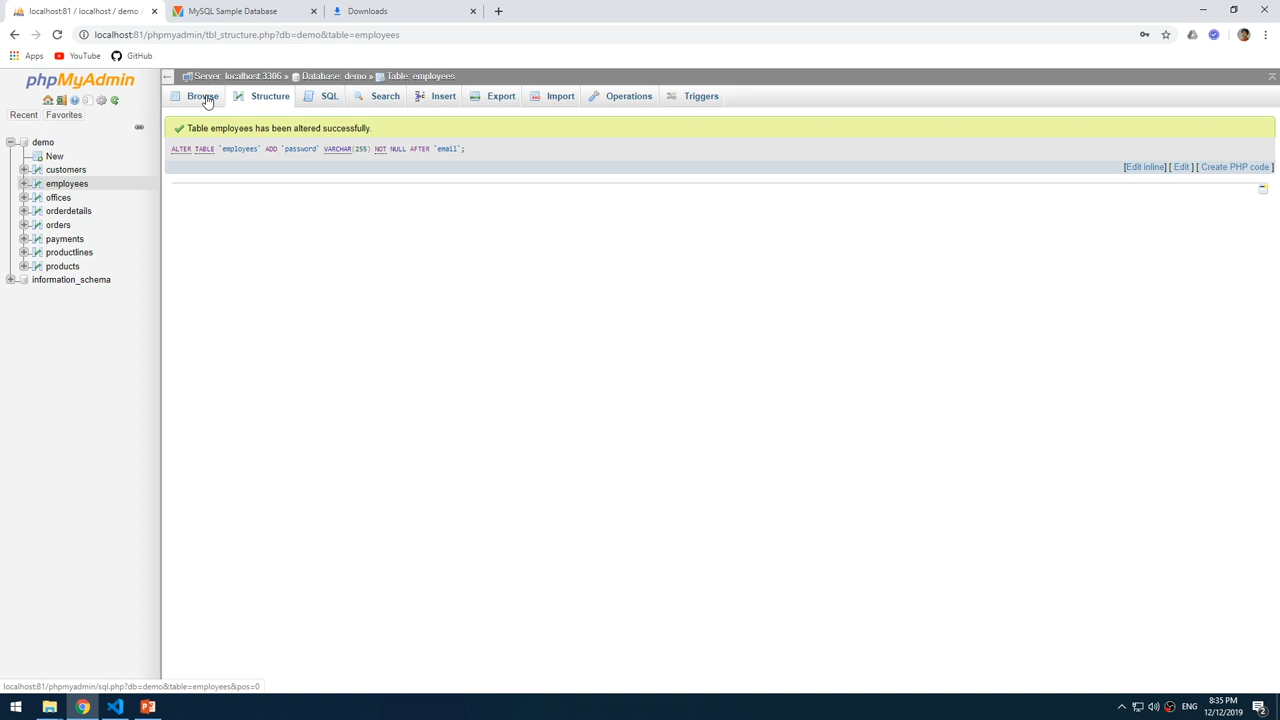 localhost:81 / localhost / demo /
MySQL Sample Database
Downloads
localhost:81/phpmyadmin/tbl_structure.php?db=demo&table=employees
Apps YouTube GitHub
phpMyAdmin
Server: localhost:3306 » Database: demo » Table: employees
Browse Structure SQL Search Insert Export Import Operations Triggers
Recent Favorites
Table employees has been altered successfully.
ALTER TABLE `employees` ADD `password` VARCHAR(255) NOT NULL AFTER `email`;
[Edit inline] [ Edit ] [ Create PHP code ]
demo
New
customers
employees
offices
orderdetails
orders
payments
productlines
products
information_schema
localhost:81/phpmyadmin/sql.php?db=demo&table=employees&pos=0
ENG
8:35 PM
12/12/2019
2